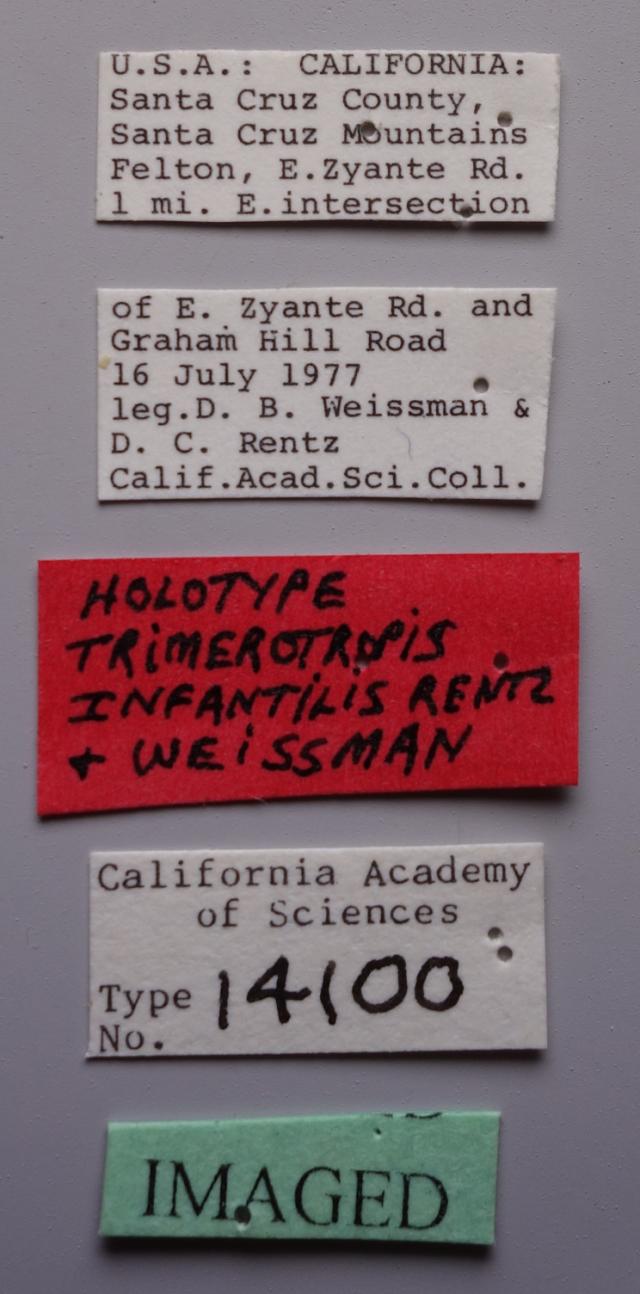 U.S.A.: CALIFORNIA:
Santa Cruz County,
Santa Cruz Mountains
Felton, E.Zyante Rd.
1 mi. E.intersection
of E. Zyante Rd. and
Graham Hill Road
16 July 1977
leg.D. B. Weissman &
D. C. Rentz
Calif.Acad.Sci.Coll.
HOLOTYPE
TRiMEROTROPiS
INFANTiLiS RENTZ
+ WEiSSMAN
California Academy
of Sciences
Type 14100
No.
IMAGED